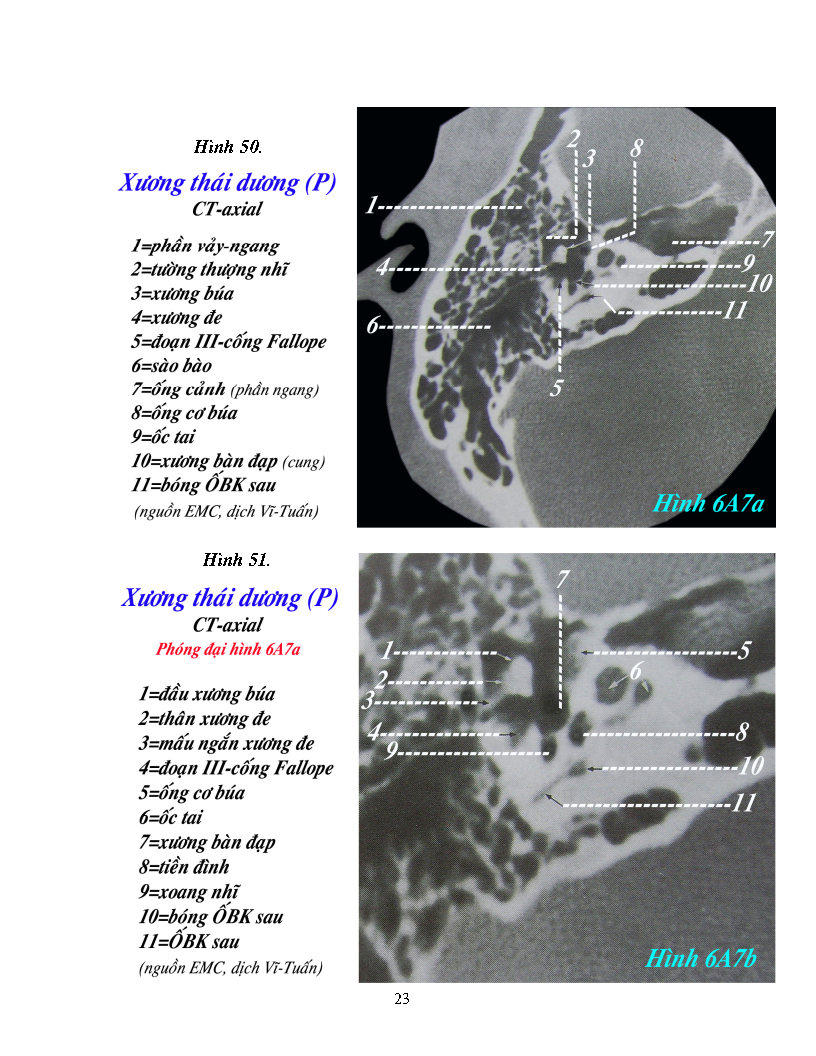 Hình 50.
Xương thái dương (P)
CT-axial
1=phần vảy-ngang
2=tường thượng nhĩ
3=xương búa
4=xương đe
5=đoạn III-cống Fallope
6=sào bào
7=ống cảnh (phần ngang)
8=ống cơ búa
9=ốc tai
10=xương bàn đạp (cung)
11=bóng ỐBK sau
(nguồn EMC, dịch Vĩ-Tuấn)
2
3
8
1
7
4
9
10
6
11
5
Hình 6A7a
Hình 51.
Xương thái dương (P)
CT-axial
Phóng đại hình 6A7a
1=đầu xương búa
2=thân xương đe
3=mấu ngắn xương đe
4=đoạn III-cống Fallope
5=ống cơ búa
6=ốc tai
7=xương bàn đạp
8=tiền đình
9=xoang nhĩ
10=bóng ỐBK sau
11=ỐBK sau
(nguồn EMC, dịch Vĩ-Tuấn)
7
1
5
2
6
3
4
8
9
10
11
Hình 6A7b
23